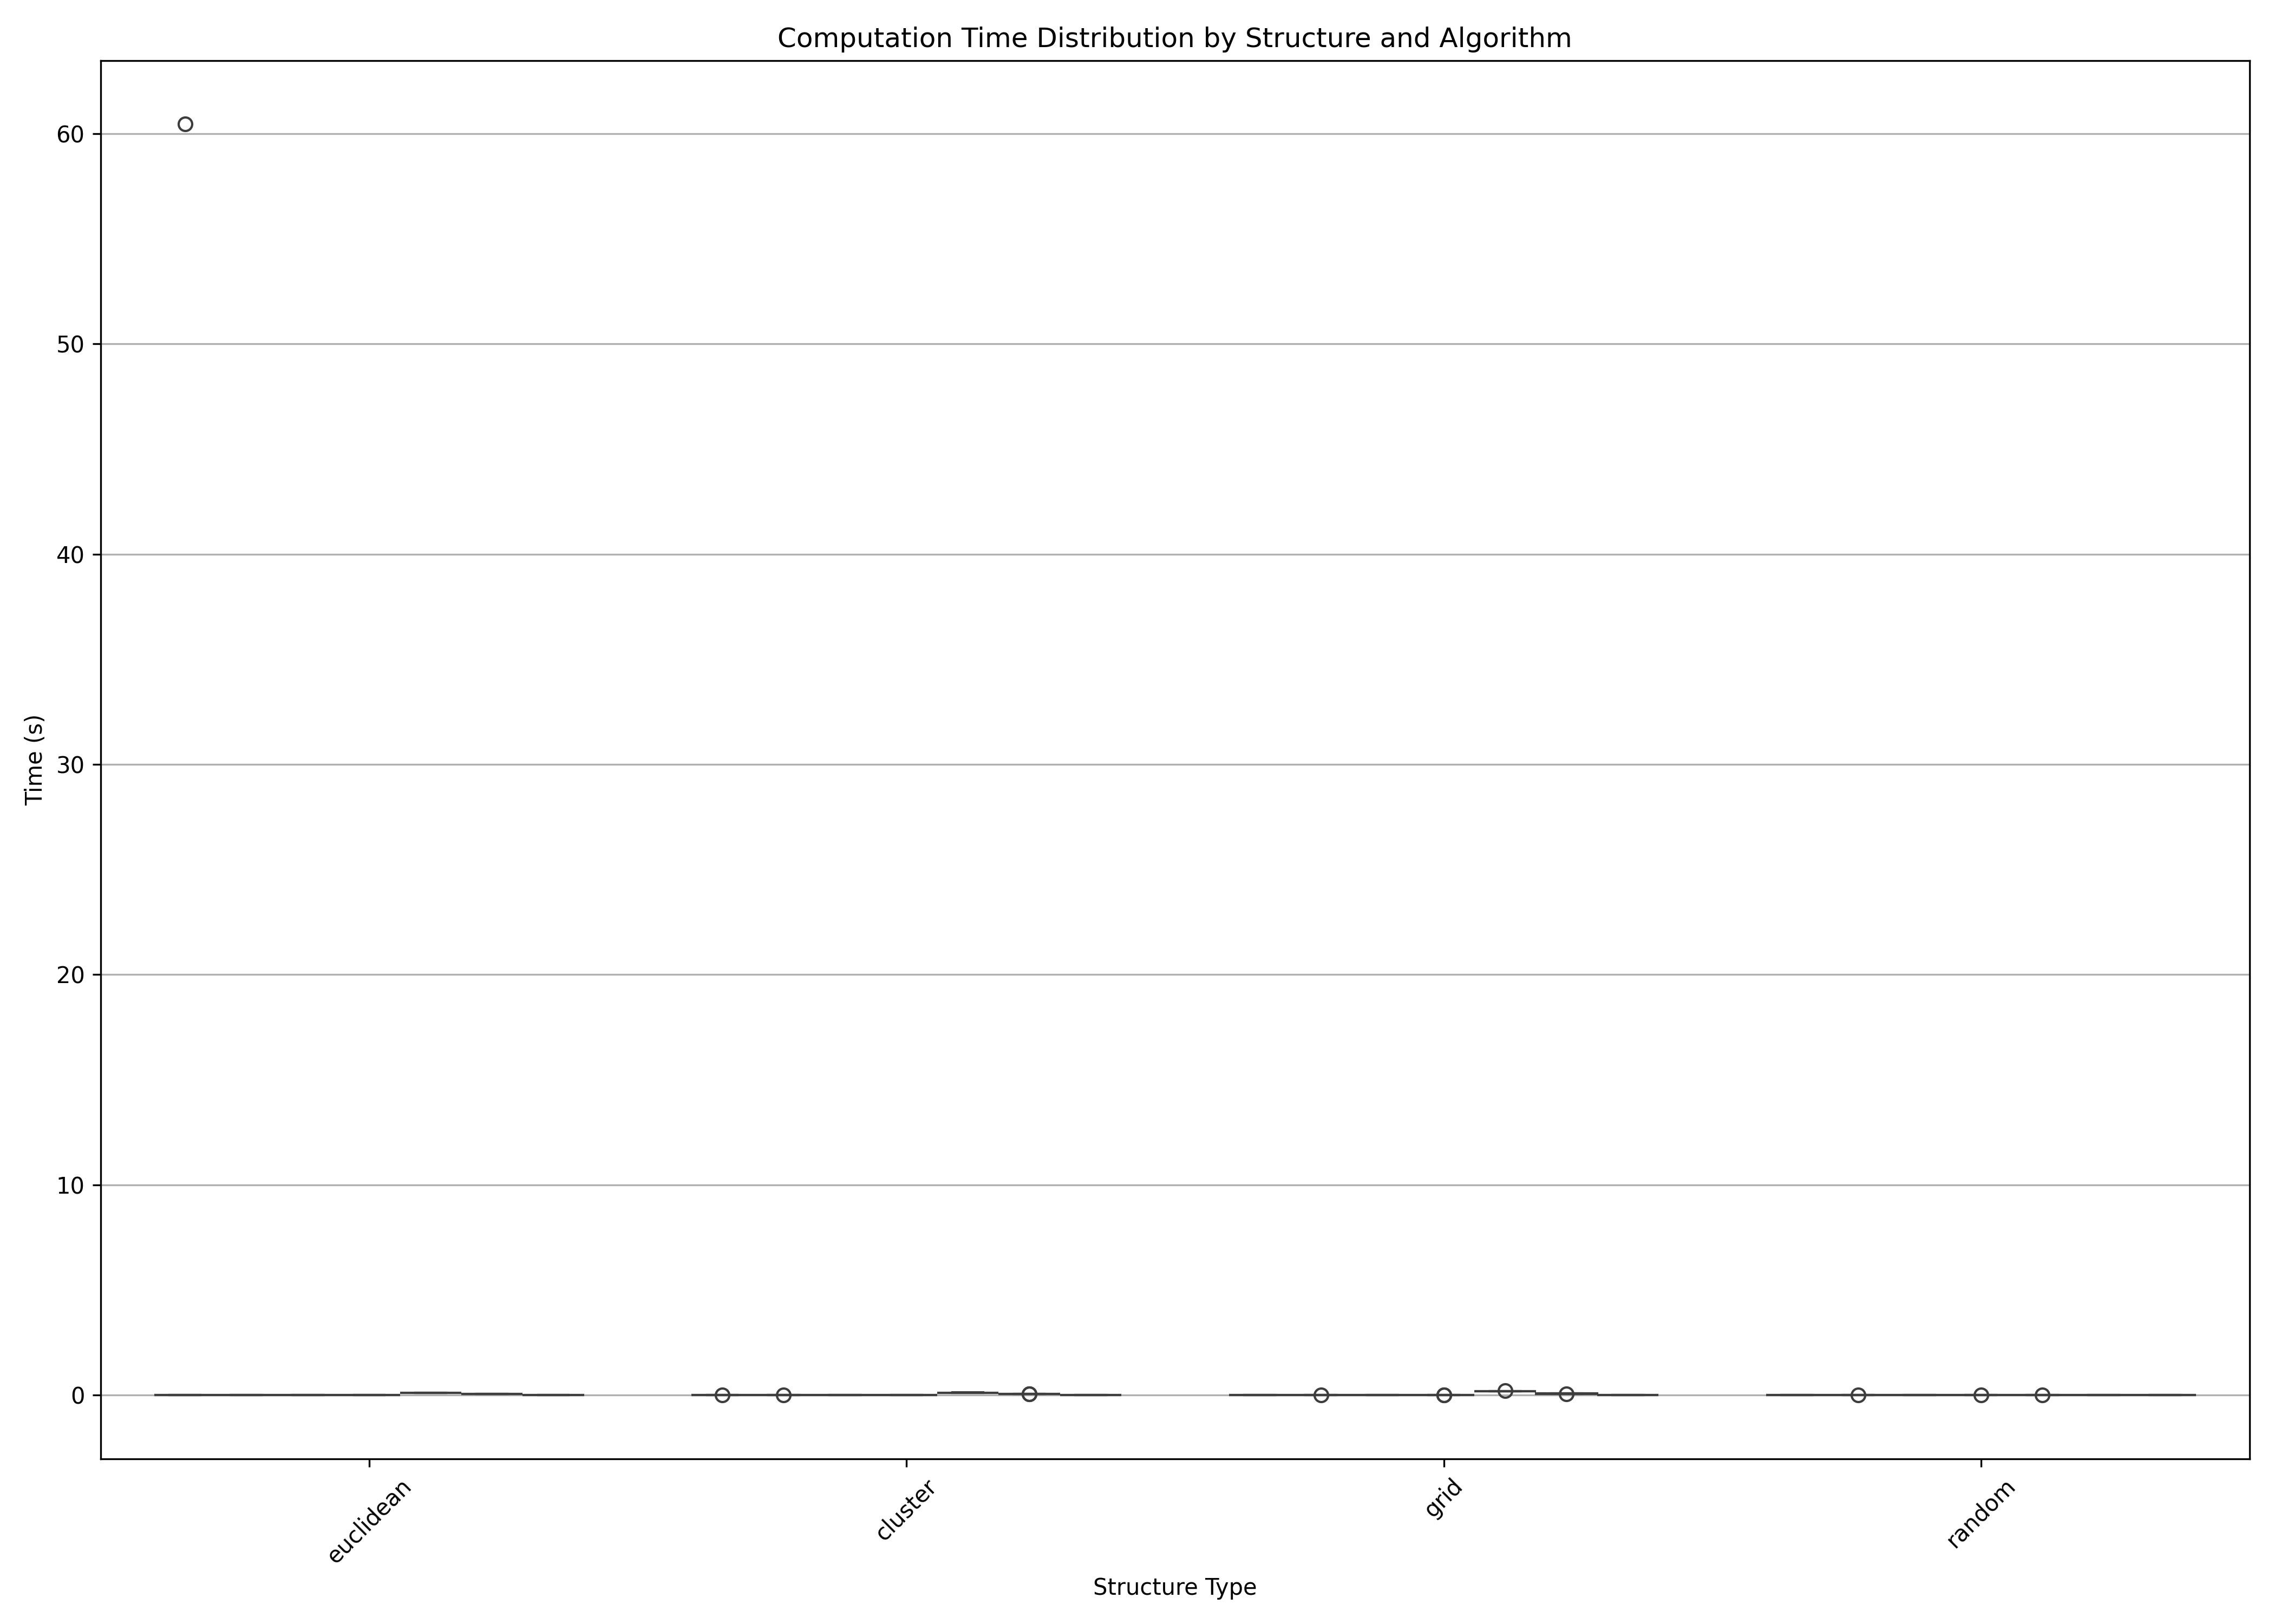 Computation Time Distribution by Structure and Algorithm
60
50
40
30
20
10
0
Time (s)
euclidean
cluster
grid
random
Structure Type